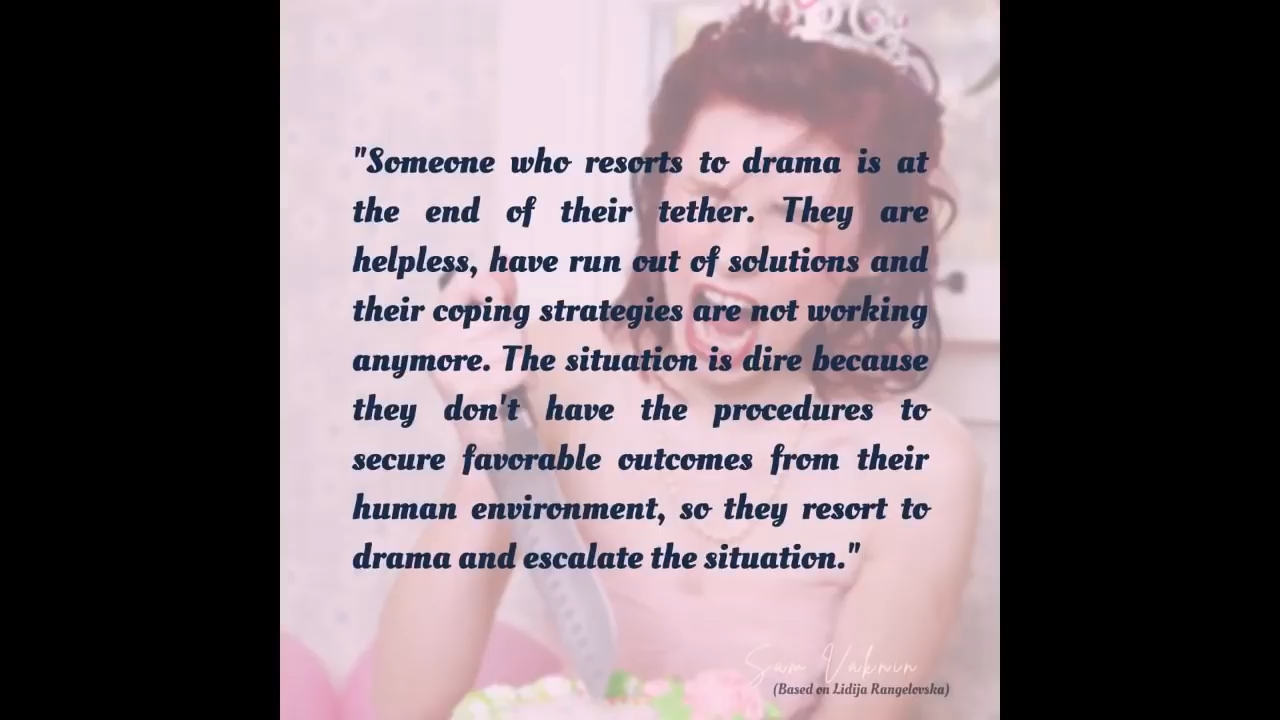 "Someone who resorts to drama is at
the end of their tether. They are
helpless, have run out of solutions and
their coping strategies are not working
anymore. The situation is dire because
they don't have the procedures to
secure favorable outcomes from their
human environment, so they resort to
drama and escalate the situation."
Sam Vaknin
(Based on Lidija Rangelovska)